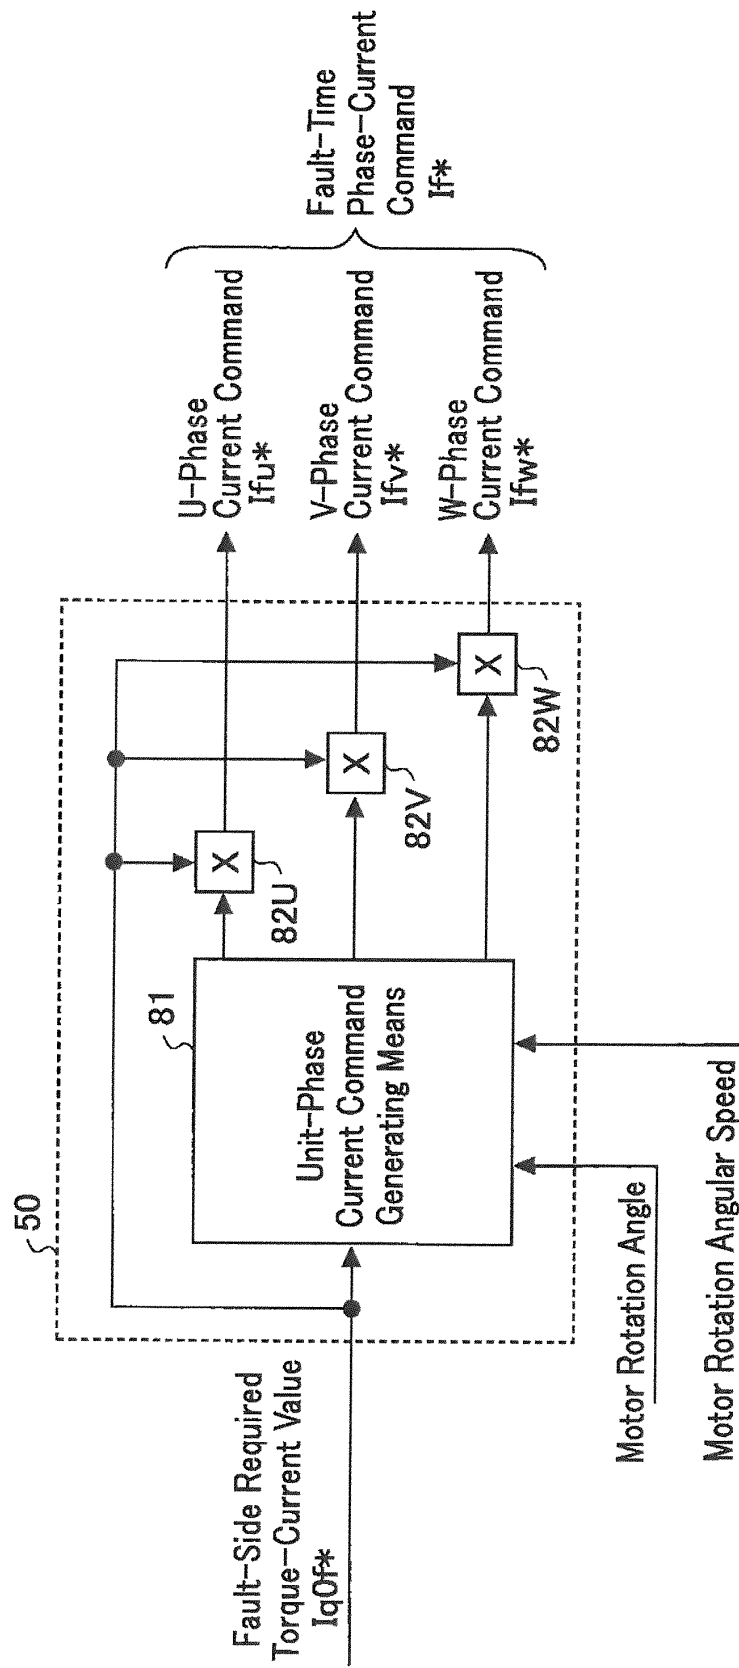 50
Fault-Side Required
Torque-Current Value
Iq0f*
81
Unit-Phase
Current Command
Generating Means
Motor Rotation Angle
Motor Rotation Angular Speed
X
82U
X
82V
X
82W
U-Phase
Current Command
Ifu*
V-Phase
Current Command
Ifv*
W-Phase
Current Command
Ifw*
Fault-Time
Phase-Current
Command
If*